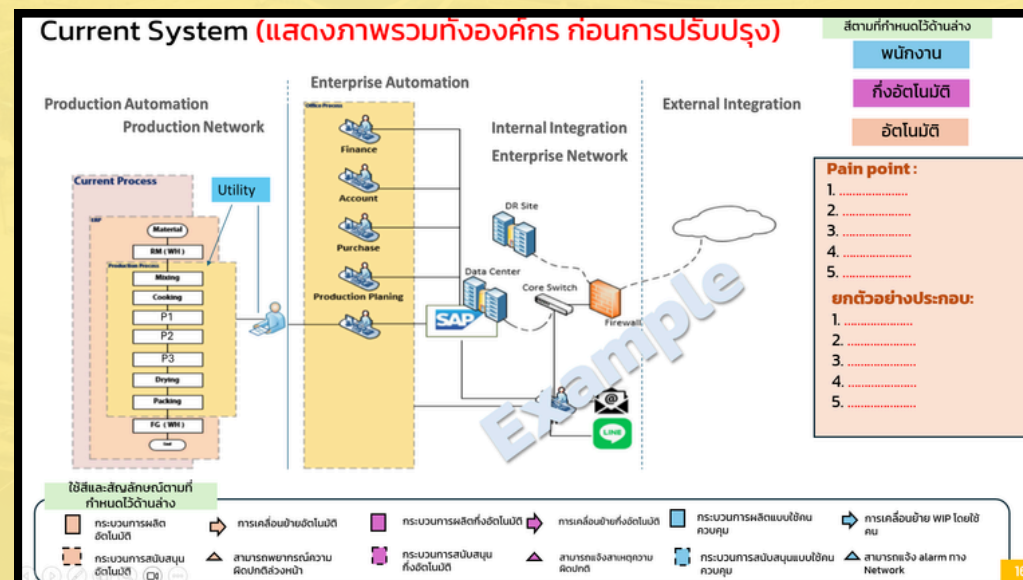 Current System (แสดงภาพรวมทั้งองค์กร ก่อนการปรับปรุง)
สีตามที่กำหนดไว้ด้านล่าง
พนักงาน
กึ่งอัตโนมัติ
อัตโนมัติ
Production Automation
Production Network
Enterprise Automation
Internal Integration
Enterprise Network
External Integration
Current Process
Utility
Material
RM (WH)
Production Process
Mixing
Cooking
P1
P2
P3
Drying
Packing
FG (WH)
Office Process
Finance
Account
Purchase
Production Planing
SAP
DR Site
Data Center
Core Switch
Firewall
LINE
Example
Pain point :
1. ......................
2. ......................
3. ......................
4. ......................
5. ......................
ยกตัวอย่างประกอบ:
1. ......................
2. ......................
3. ......................
4. ......................
5. ......................
ใช้สีและสัญลักษณ์ตามที่
กำหนดไว้ด้านล่าง
กระบวนการผลิต
อัตโนมัติ
การเคลื่อนย้ายอัตโนมัติ
กระบวนการผลิตกึ่งอัตโนมัติ
การเคลื่อนย้ายกึ่งอัตโนมัติ
กระบวนการผลิตแบบใช้คน
ควบคุม
การเคลื่อนย้าย WIP โดยใช้
คน
กระบวนการสนับสนุน
อัตโนมัติ
สามารถพยากรณ์ความ
ผิดปกติล่วงหน้า
กระบวนการสนับสนุน
กึ่งอัตโนมัติ
สามารถแจ้งสาเหตุความ
ผิดปกติ
กระบวนการสนับสนุนแบบใช้คน
ควบคุม
สามารถแจ้ง alarm ทาง
Network
16